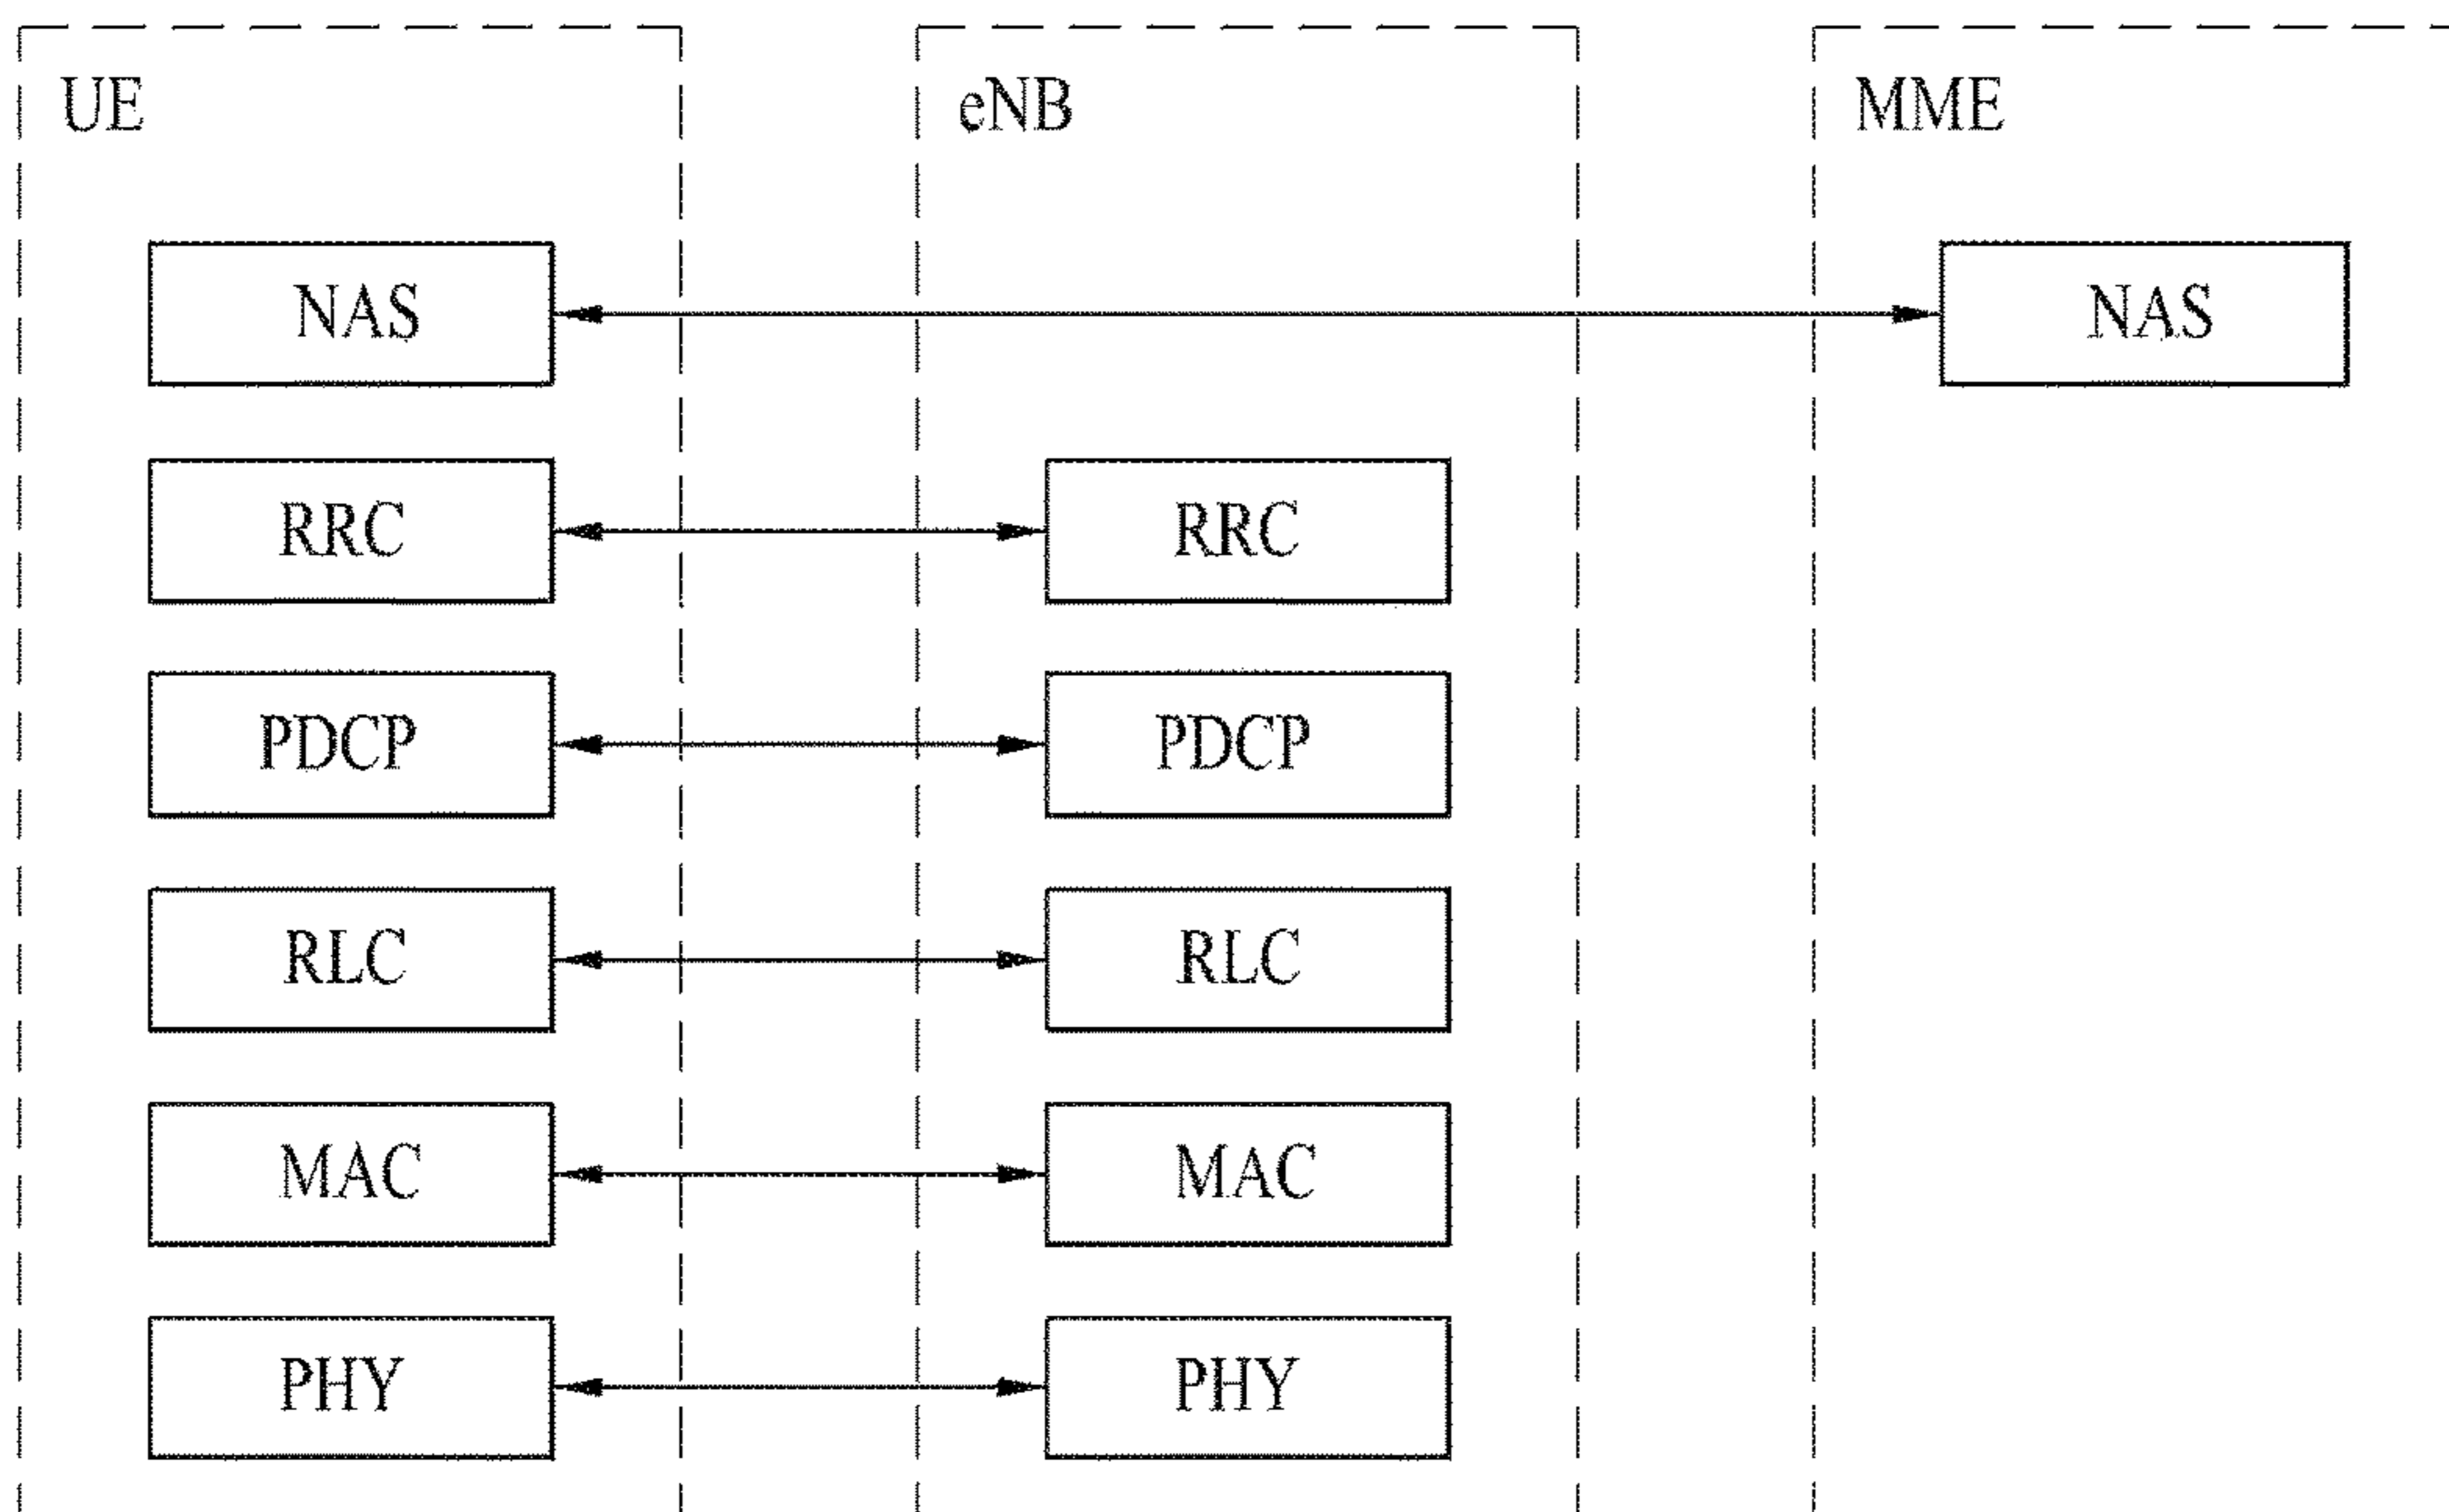 UE eNB MME
NAS NAS
RRC RRC
PDCP PDCP
RLC RLC
MAC MAC
PHY PHY